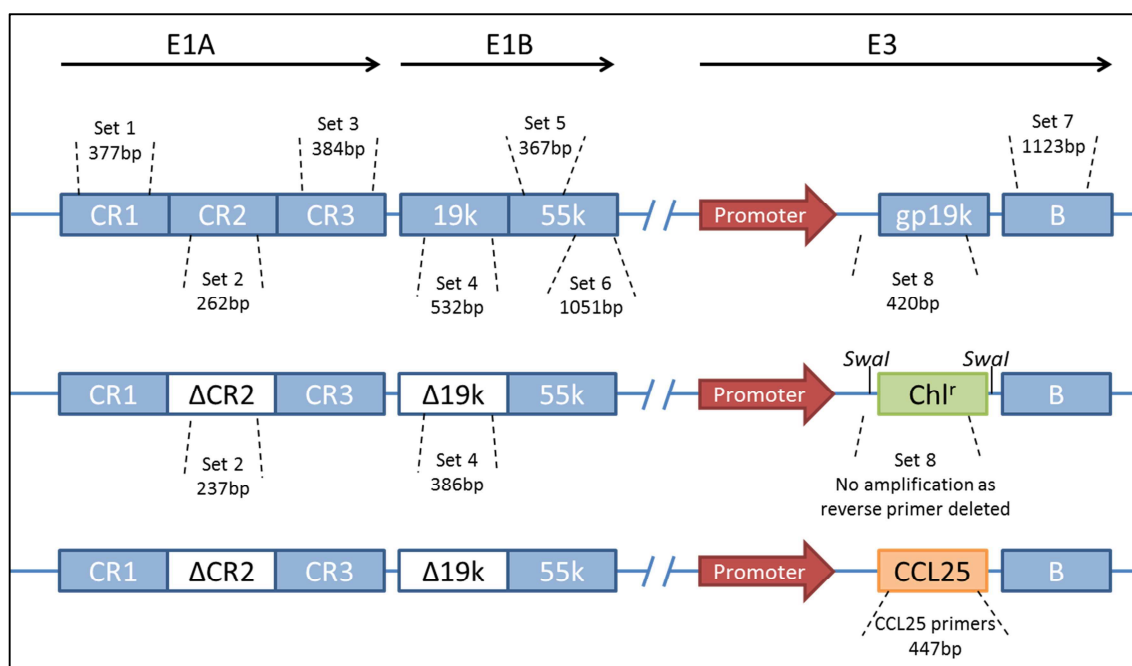 E1A E1B E3
Set 1
377bp
Set 3
384bp
Set 5
367bp
Set 7
1123bp
CR1 CR2 CR3 19k 55k Promoter gp19k B
Set 2
262bp
Set 4
532bp
Set 6
1051bp
Set 8
420bp
SwaI SwaI
CR1 ΔCR2 CR3 Δ19k 55k Promoter Chlʳ B
Set 2
237bp
Set 4
386bp
Set 8
No amplification as
reverse primer deleted
CR1 ΔCR2 CR3 Δ19k 55k Promoter CCL25 B
CCL25 primers
447bp